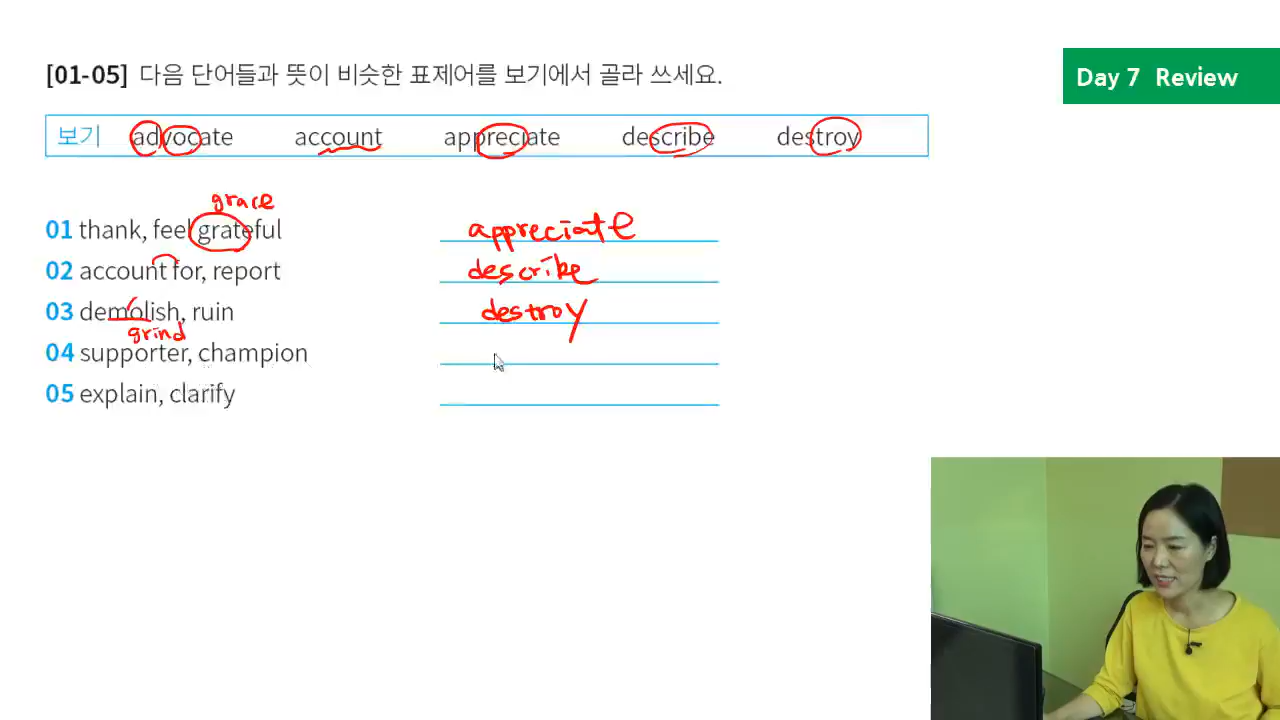 [01-05] 다음 단어들과 뜻이 비슷한 표제어를 보기에서 골라 쓰세요.
Day 7 Review
보기 advocate account appreciate describe destroy
grace
01 thank, feel grateful appreciate
02 account for, report describe
03 demolish, ruin destroy
grind
04 supporter, champion
05 explain, clarify